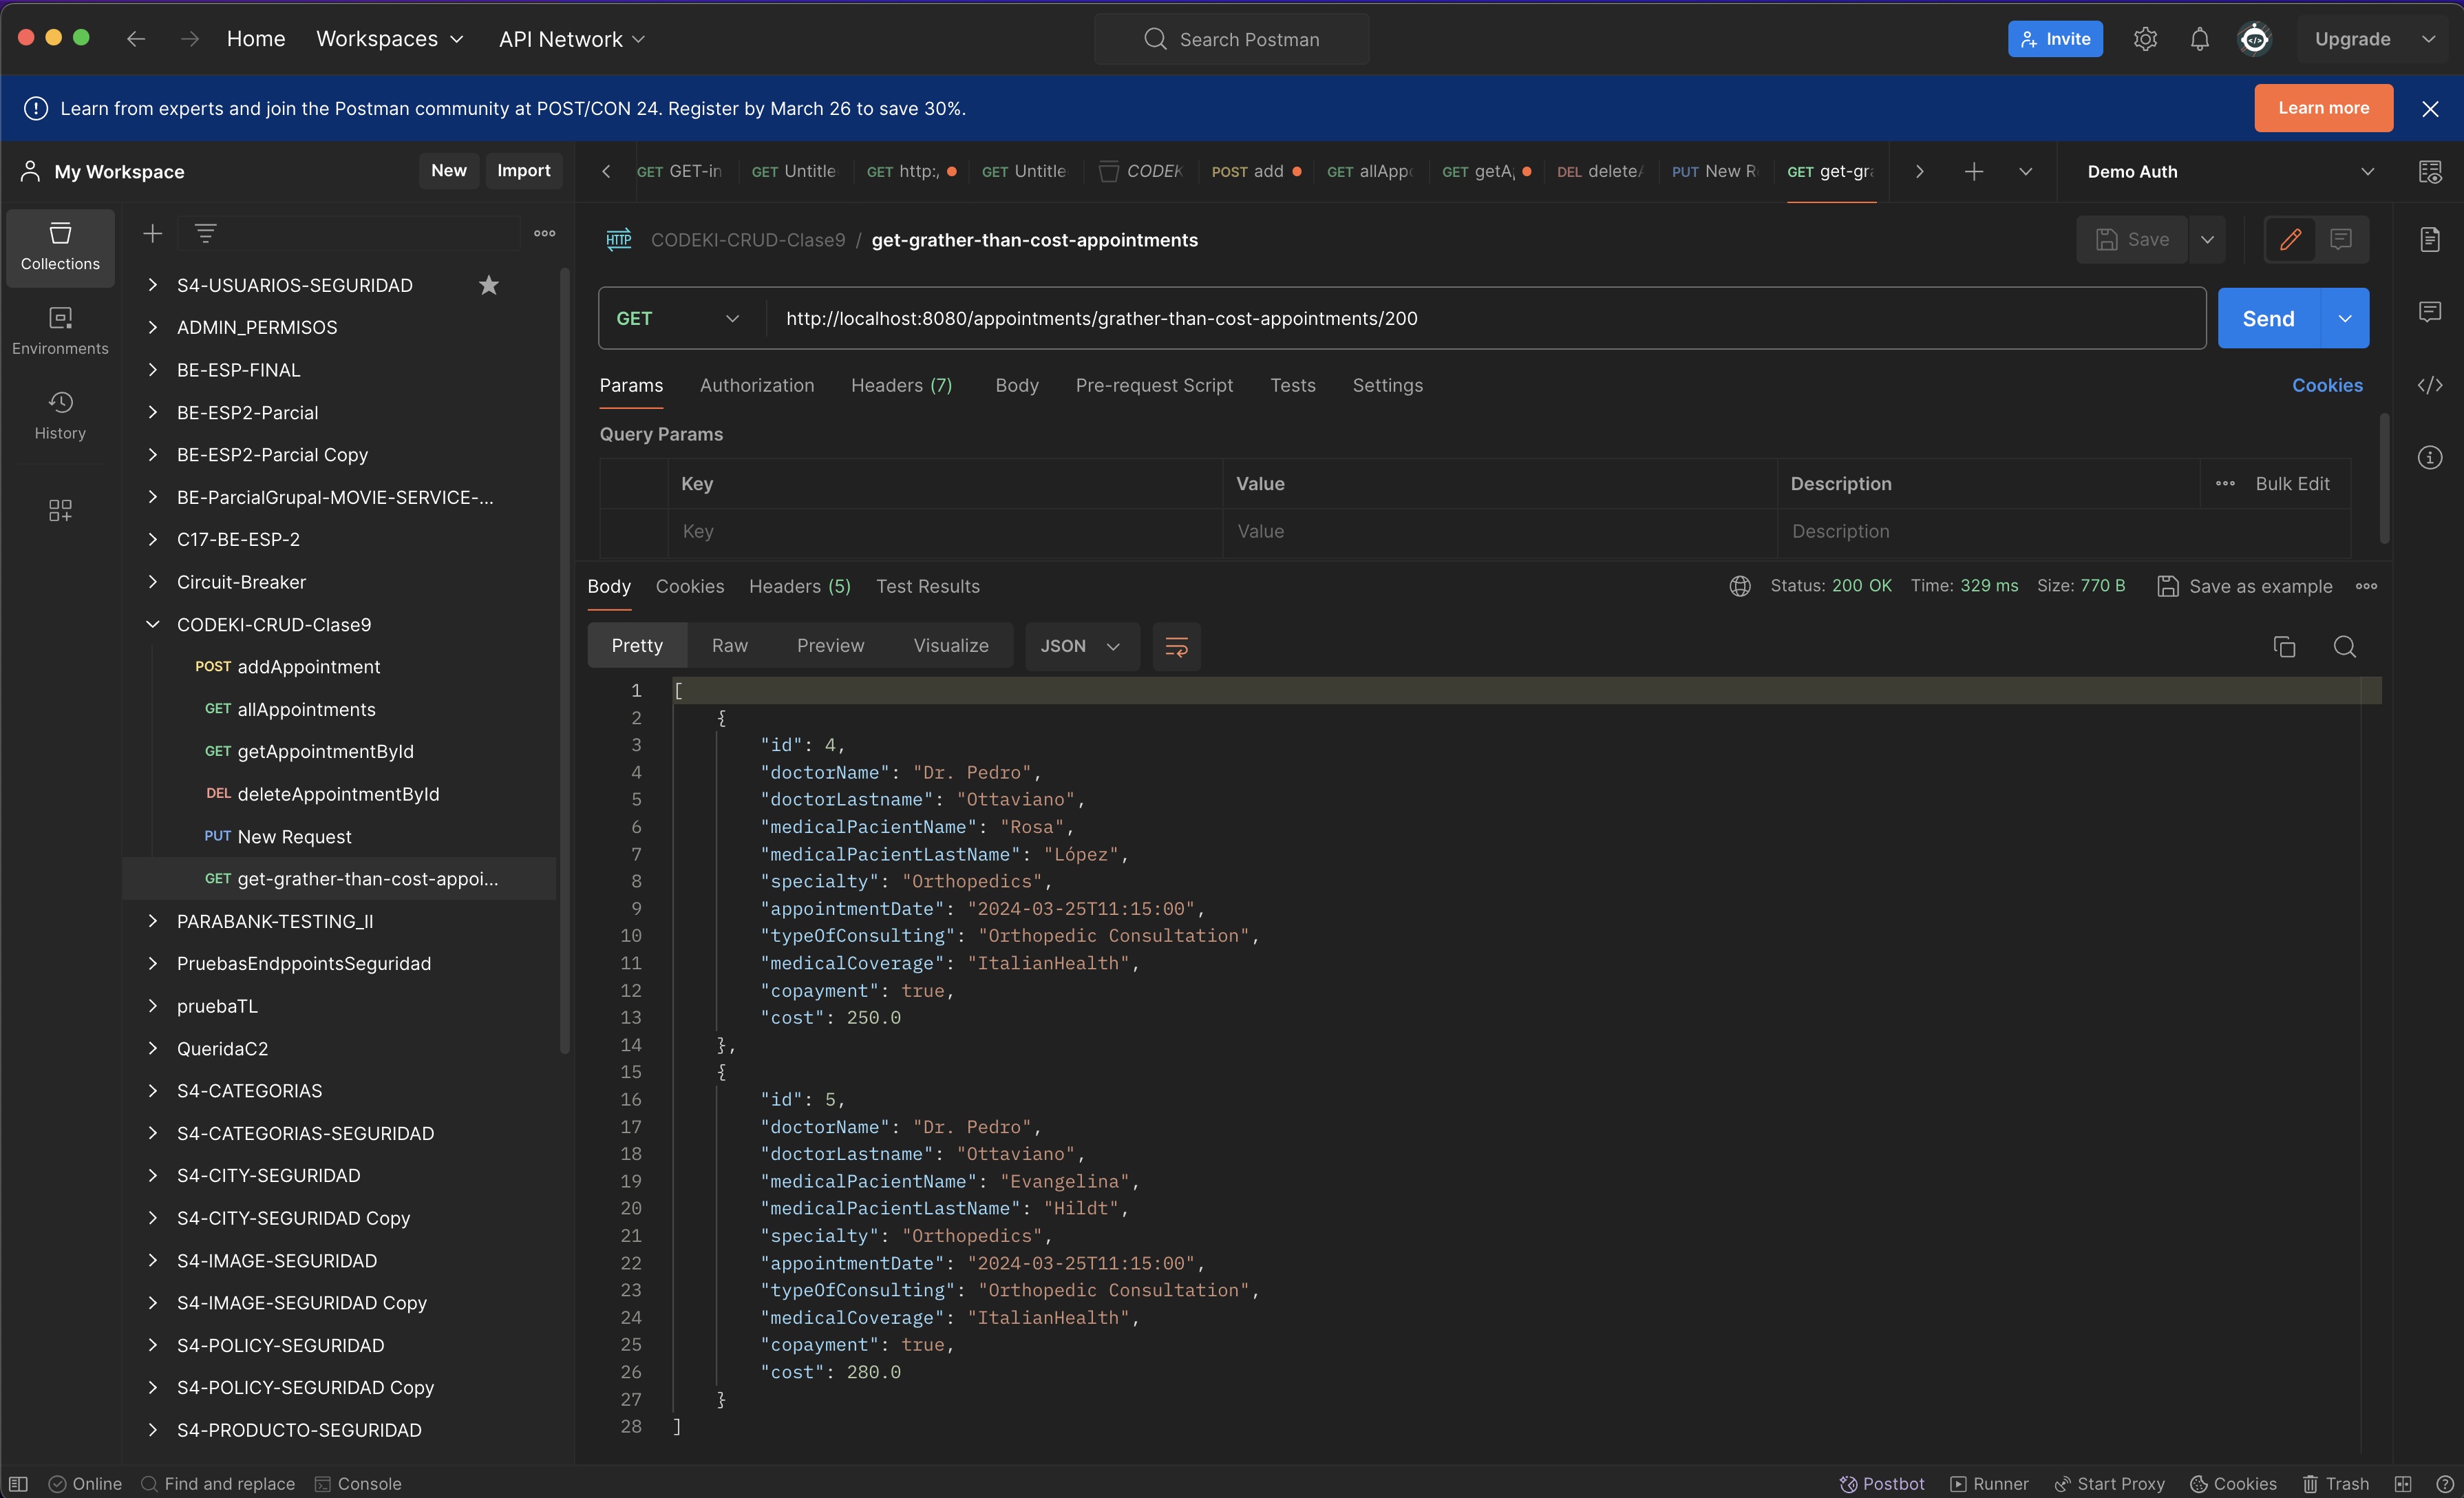 Home Workspaces API Network Search Postman Invite Upgrade
Learn from experts and join the Postman community at POST/CON 24. Register by March 26 to save 30%. Learn more
My Workspace New Import
GET GET-in GET Untitle GET http:/ GET Untitle CODEK POST add GET allAppo GET getA DEL deleteA PUT New R GET get-gra Demo Auth
Collections
Environments
History
S4-USUARIOS-SEGURIDAD
ADMIN_PERMISOS
BE-ESP-FINAL
BE-ESP2-Parcial
BE-ESP2-Parcial Copy
BE-ParcialGrupal-MOVIE-SERVICE-...
C17-BE-ESP-2
Circuit-Breaker
CODEKI-CRUD-Clase9
POST addAppointment
GET allAppointments
GET getAppointmentById
DEL deleteAppointmentById
PUT New Request
GET get-grather-than-cost-appoi...
PARABANK-TESTING_II
PruebasEndppointsSeguridad
pruebaTL
QueridaC2
S4-CATEGORIAS
S4-CATEGORIAS-SEGURIDAD
S4-CITY-SEGURIDAD
S4-CITY-SEGURIDAD Copy
S4-IMAGE-SEGURIDAD
S4-IMAGE-SEGURIDAD Copy
S4-POLICY-SEGURIDAD
S4-POLICY-SEGURIDAD Copy
S4-PRODUCTO-SEGURIDAD
HTTP CODEKI-CRUD-Clase9 / get-grather-than-cost-appointments Save
GET http://localhost:8080/appointments/grather-than-cost-appointments/200 Send
Params Authorization Headers (7) Body Pre-request Script Tests Settings Cookies
Query Params
Key Value Description Bulk Edit
Key Value Description
Body Cookies Headers (5) Test Results Status: 200 OK Time: 329 ms Size: 770 B Save as example
Pretty Raw Preview Visualize JSON
1 [
2 {
3 "id": 4,
4 "doctorName": "Dr. Pedro",
5 "doctorLastname": "Ottaviano",
6 "medicalPacientName": "Rosa",
7 "medicalPacientLastName": "López",
8 "specialty": "Orthopedics",
9 "appointmentDate": "2024-03-25T11:15:00",
10 "typeOfConsulting": "Orthopedic Consultation",
11 "medicalCoverage": "ItalianHealth",
12 "copayment": true,
13 "cost": 250.0
14 },
15 {
16 "id": 5,
17 "doctorName": "Dr. Pedro",
18 "doctorLastname": "Ottaviano",
19 "medicalPacientName": "Evangelina",
20 "medicalPacientLastName": "Hildt",
21 "specialty": "Orthopedics",
22 "appointmentDate": "2024-03-25T11:15:00",
23 "typeOfConsulting": "Orthopedic Consultation",
24 "medicalCoverage": "ItalianHealth",
25 "copayment": true,
26 "cost": 280.0
27 }
28 ]
Online Find and replace Console Postbot Runner Start Proxy Cookies Trash